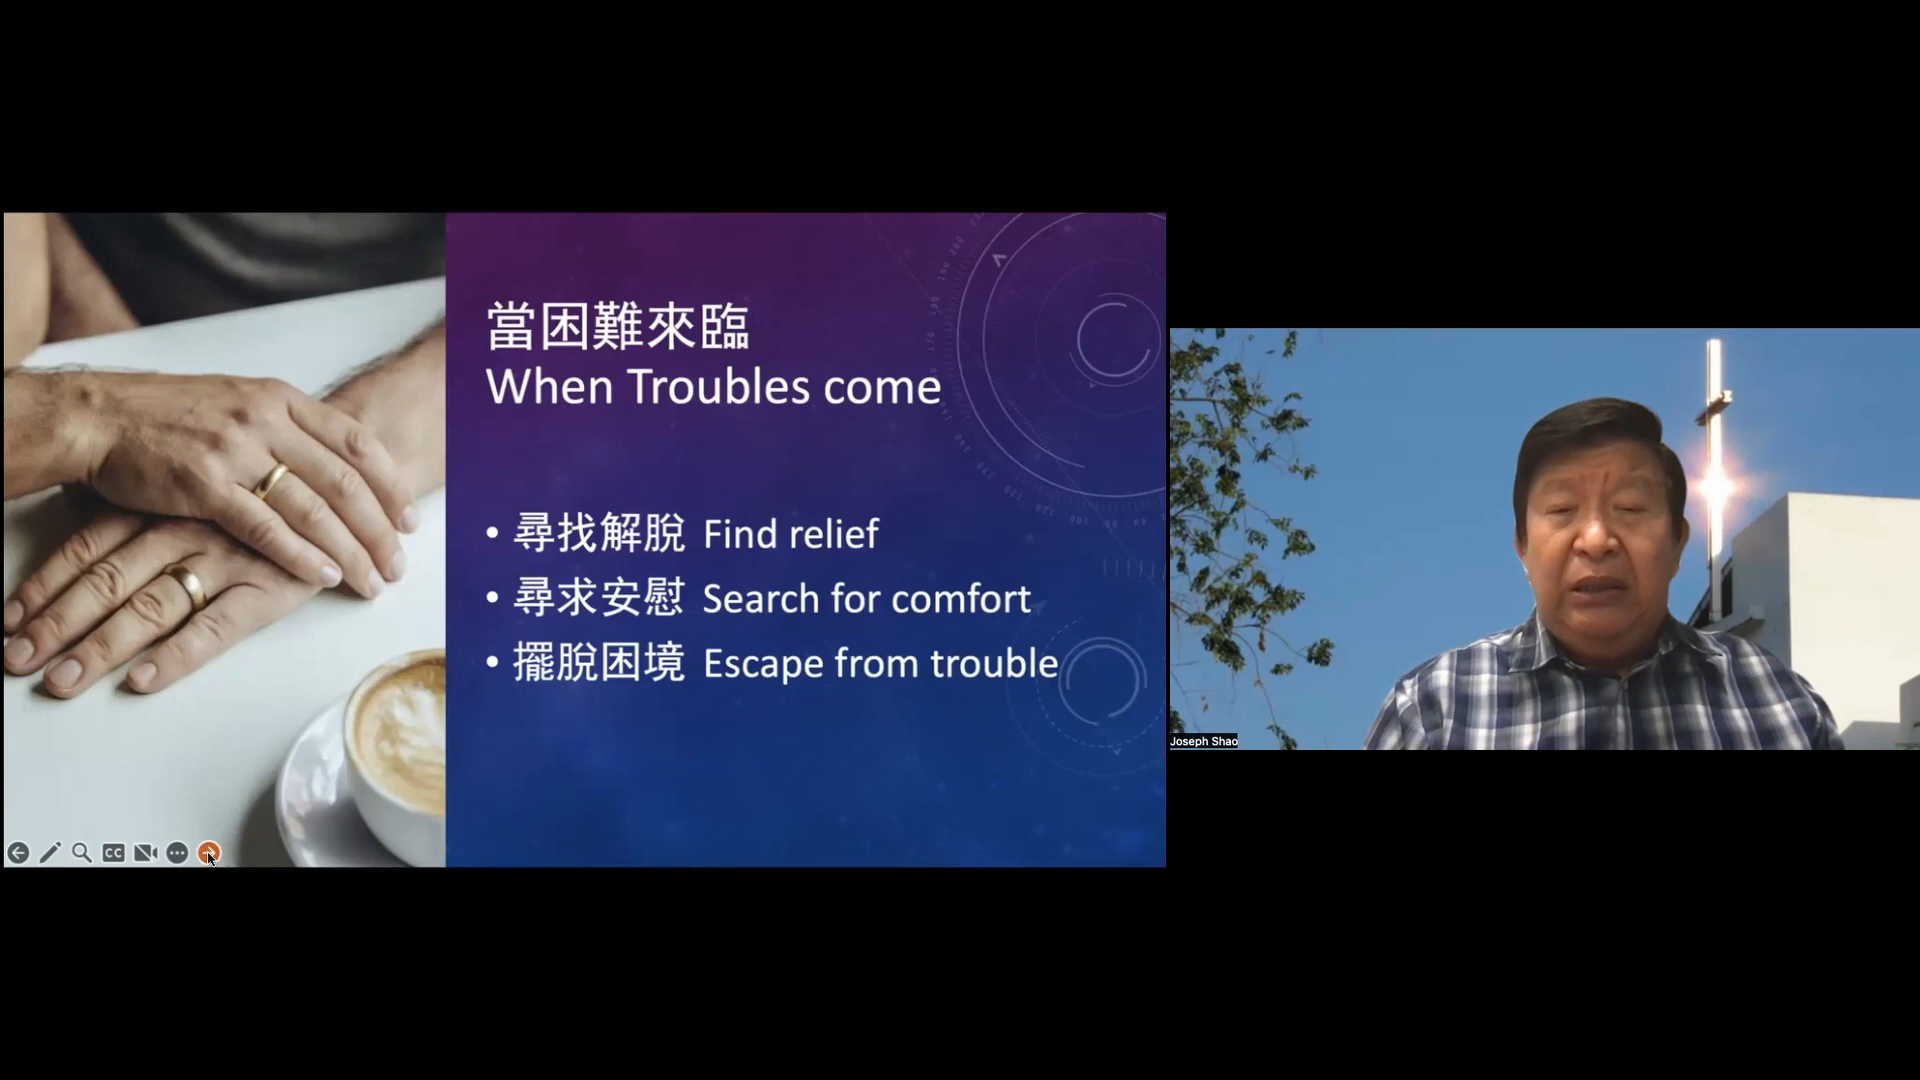 當困難來臨
When Troubles come
• 尋找解脫 Find relief
• 尋求安慰 Search for comfort
• 擺脫困境 Escape from trouble
CC
Joseph Shao